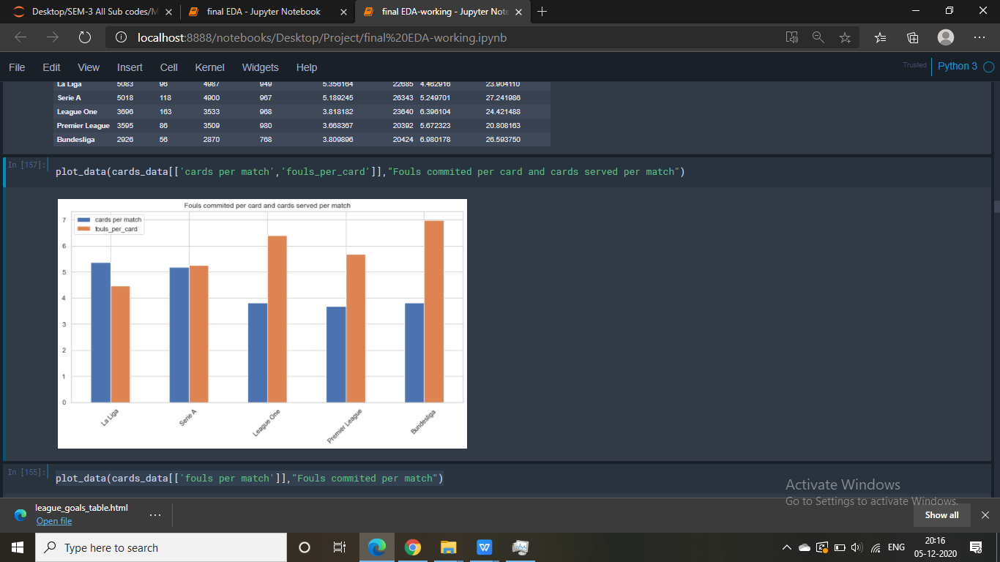 Desktop/SEM-3 All Sub codes/M
final EDA - Jupyter Notebook
final EDA-working - Jupyter Note
localhost:8888/notebooks/Desktop/Project/final%20EDA-working.ipynb
File Edit View Insert Cell Kernel Widgets Help
Trusted Python 3
La Liga 5083 96 4987 949 5.356164 22685 4.462916 23.904110
Serie A 5018 118 4900 967 5.189245 26343 5.249701 27.241986
League One 3696 163 3533 968 3.818182 23640 6.396104 24.421488
Premier League 3595 86 3509 980 3.668367 20392 5.672323 20.808163
Bundesliga 2926 56 2870 768 3.809896 20424 6.980178 26.593750
In [157]: plot_data(cards_data[['cards per match','fouls_per_card']],"Fouls commited per card and cards served per match")
Fouls commited per card and cards served per match
cards per match
fouls_per_card
7
6
5
4
3
2
1
0
La Liga
Serie A
League One
Premier League
Bundesliga
In [155]: plot_data(cards_data[['fouls per match']],"Fouls commited per match")
Activate Windows
Go to Settings to activate Windows.
league_goals_table.html
Open file
Show all
Type here to search
W
ENG
20:16
05-12-2020